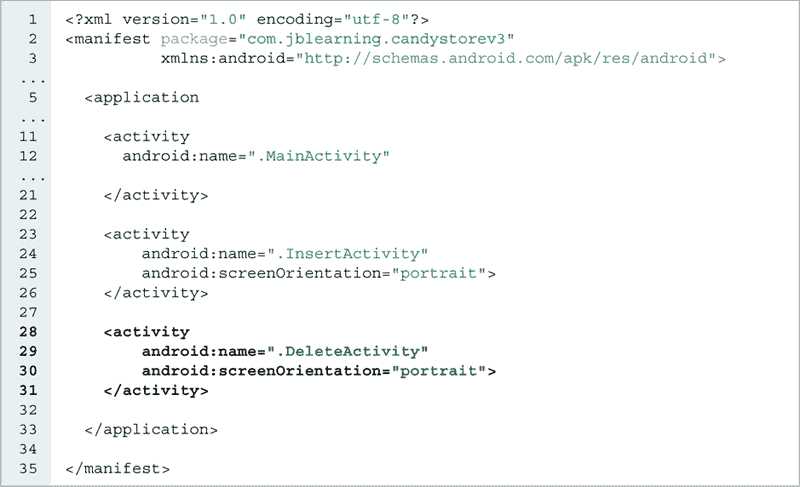 1 <?xml version="1.0" encoding="utf-8"?>
2 <manifest package="com.jblearning.candystorev3"
3 xmlns:android="http://schemas.android.com/apk/res/android">
...
5 <application
...
11 <activity
12 android:name=".MainActivity"
...
21 </activity>
22
23 <activity
24 android:name=".InsertActivity"
25 android:screenOrientation="portrait">
26 </activity>
27
28 <activity
29 android:name=".DeleteActivity"
30 android:screenOrientation="portrait">
31 </activity>
32
33 </application>
34
35 </manifest>